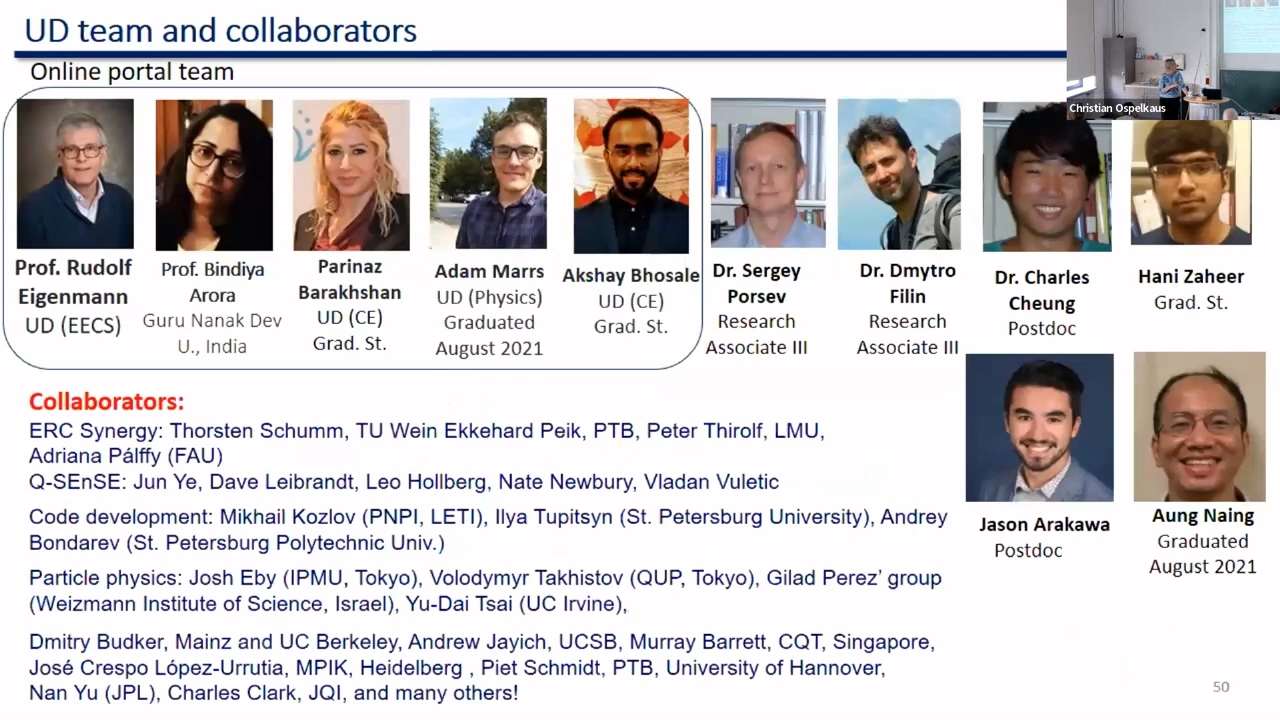 UD team and collaborators
Christian Ospelkaus
Online portal team
Prof. Rudolf
Eigenmann
UD (EECS)
Prof. Bindiya
Arora
Guru Nanak Dev
U., India
Parinaz
Barakhshan
UD (CE)
Grad. St.
Adam Marrs
UD (Physics)
Graduated
August 2021
Akshay Bhosale
UD (CE)
Grad. St.
Dr. Sergey
Porsev
Research
Associate III
Dr. Dmytro
Filin
Research
Associate III
Dr. Charles
Cheung
Postdoc
Hani Zaheer
Grad. St.
Jason Arakawa
Postdoc
Aung Naing
Graduated
August 2021
Collaborators:
ERC Synergy: Thorsten Schumm, TU Wein Ekkehard Peik, PTB, Peter Thirolf, LMU,
Adriana Pálffy (FAU)
Q-SEnSE: Jun Ye, Dave Leibrandt, Leo Hollberg, Nate Newbury, Vladan Vuletic
Code development: Mikhail Kozlov (PNPI, LETI), Ilya Tupitsyn (St. Petersburg University), Andrey
Bondarev (St. Petersburg Polytechnic Univ.)
Particle physics: Josh Eby (IPMU, Tokyo), Volodymyr Takhistov (QUP, Tokyo), Gilad Perez’ group
(Weizmann Institute of Science, Israel), Yu-Dai Tsai (UC Irvine),
Dmitry Budker, Mainz and UC Berkeley, Andrew Jayich, UCSB, Murray Barrett, CQT, Singapore,
José Crespo López-Urrutia, MPIK, Heidelberg , Piet Schmidt, PTB, University of Hannover,
Nan Yu (JPL), Charles Clark, JQI, and many others!
50